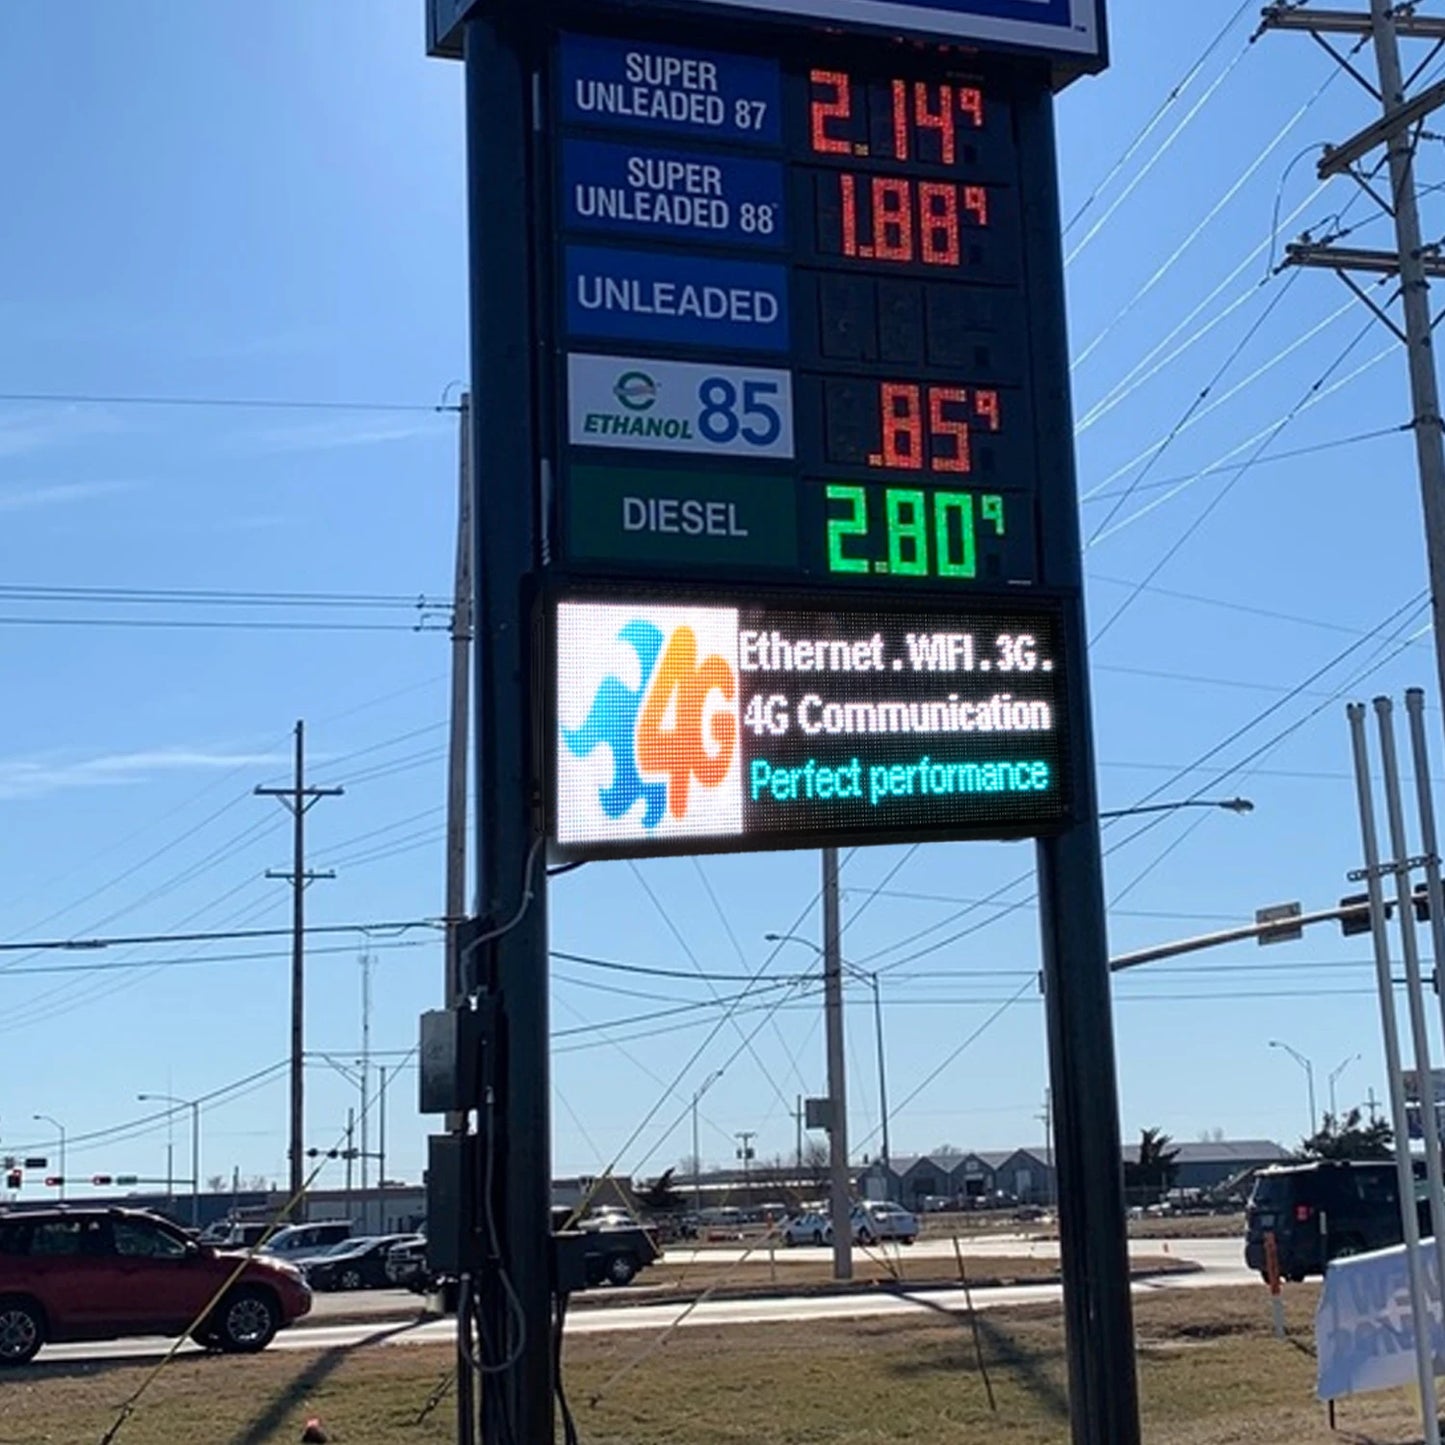 SUPER
UNLEADED 87
2.14 9
SUPER
UNLEADED 88
1.88 9
UNLEADED
ETHANOL 85
.85 9
DIESEL
2.80 9
4G
Ethernet . WIFI . 3G .
4G Communication
Perfect performance